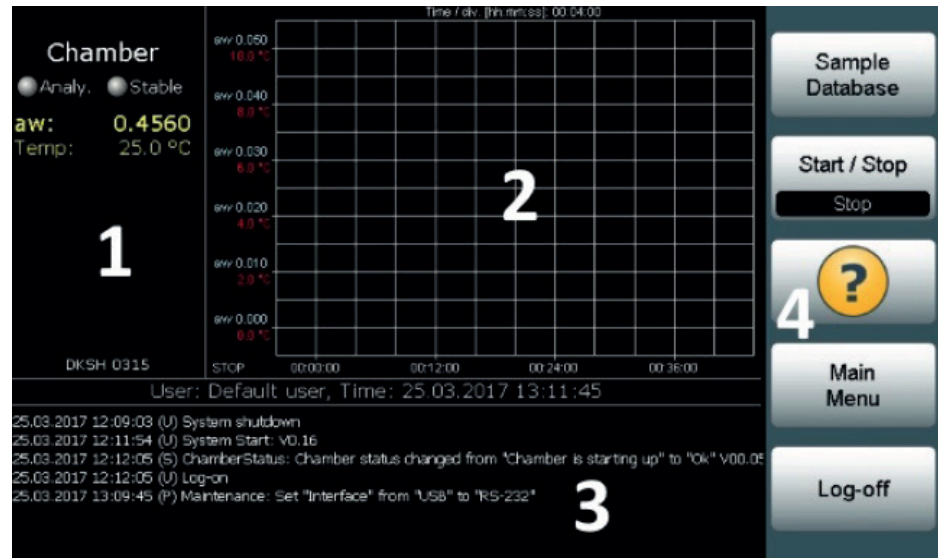 Time / div. [hh:mm:ss]: 00:04:00
Chamber
Analy. Stable
aw: 0.4560
Temp: 25.0 °C
1
DKSH 0315
aw 0.050
10.0 °C
aw 0.040
8.0 °C
aw 0.030
6.0 °C
aw 0.020
4.0 °C
aw 0.010
2.0 °C
aw 0.000
0.0 °C
2
STOP 00:00:00 00:12:00 00:24:00 00:36:00
User: Default user, Time: 25.03.2017 13:11:45
25.03.2017 12:09:03 (U) System shutdown
25.03.2017 12:11:54 (U) System Start: V0.16
25.03.2017 12:12:05 (S) ChamberStatus: Chamber status changed from "Chamber is starting up" to "Ok" V00.05
25.03.2017 12:12:05 (U) Log-on
25.03.2017 13:09:45 (P) Maintenance: Set "Interface" from "USB" to "RS-232"
3
Sample
Database
Start / Stop
Stop
?
4
Main
Menu
Log-off